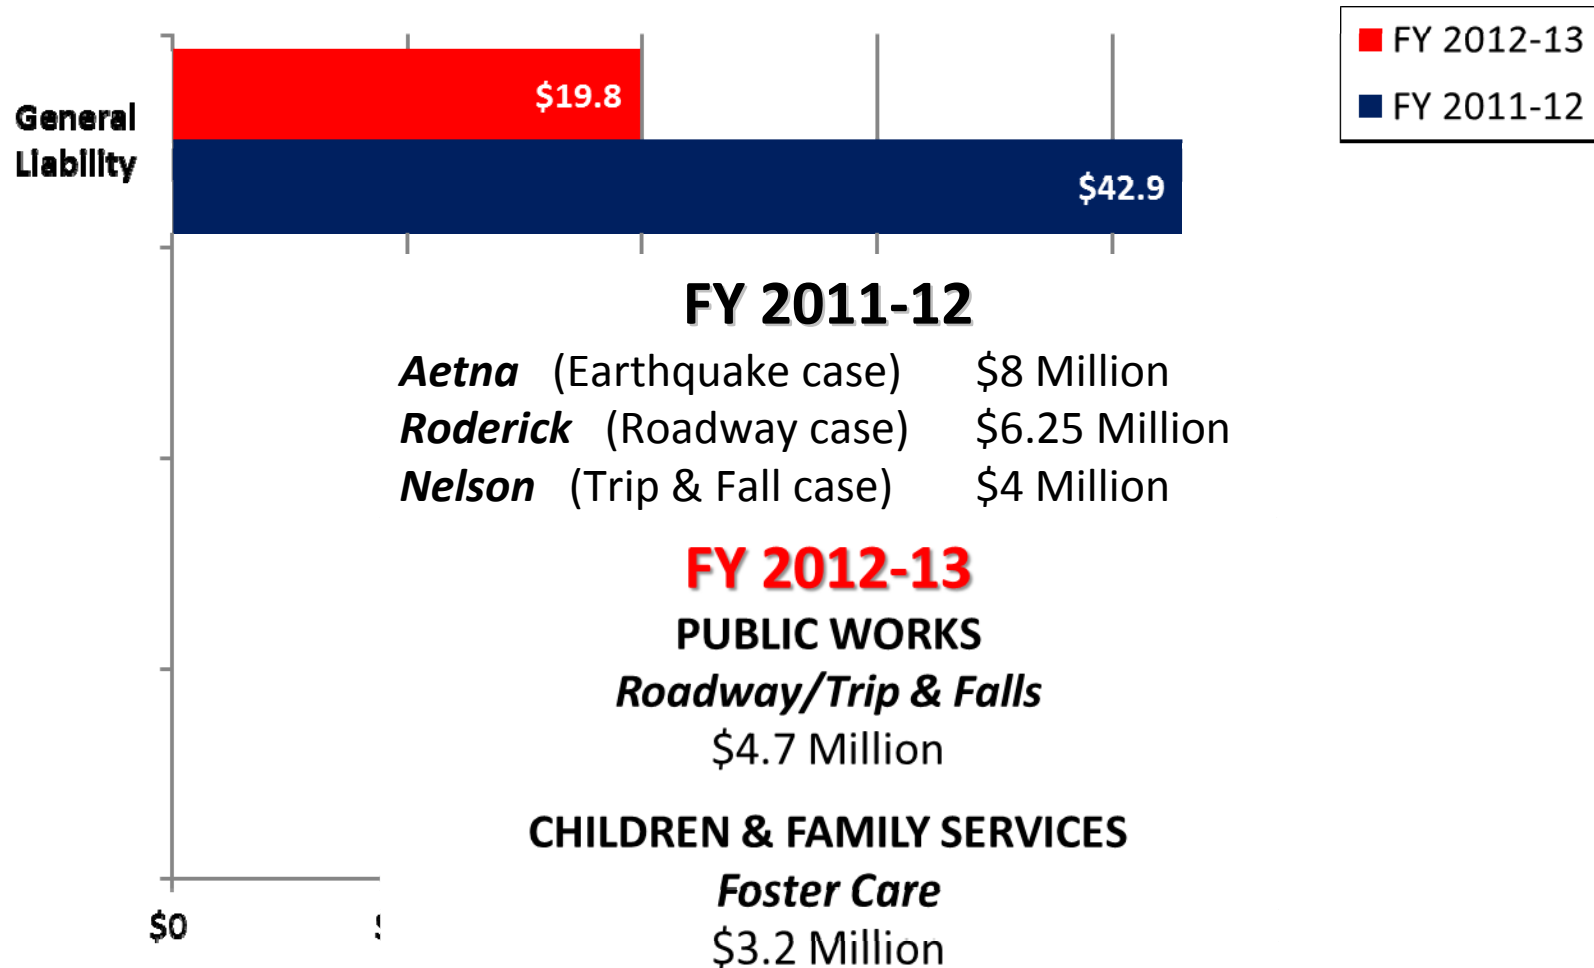 FY 2012-13
FY 2011-12
General
Liability
$19.8
$42.9
FY 2011-12
Aetna (Earthquake case) $8 Million
Roderick (Roadway case) $6.25 Million
Nelson (Trip & Fall case) $4 Million
FY 2012-13
PUBLIC WORKS
Roadway/Trip & Falls
$4.7 Million
CHILDREN & FAMILY SERVICES
Foster Care
$3.2 Million
$0